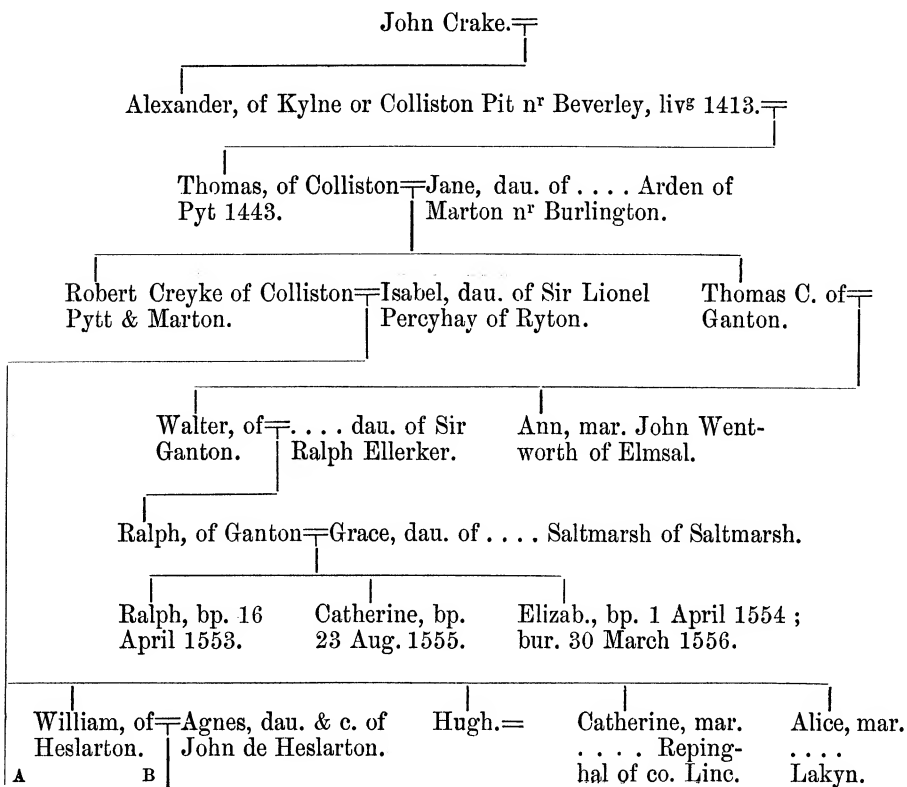 John Crake.
Alexander, of Kylne or Colliston Pit nʳ Beverley, livᵍ 1413.
Thomas, of Colliston
Pyt 1443.
Jane, dau. of . . . . Arden of
Marton nʳ Burlington.
Robert Creyke of Colliston
Pytt & Marton.
Isabel, dau. of Sir Lionel
Percyhay of Ryton.
Thomas C. of
Ganton.
Walter, of
Ganton.
. . . . dau. of Sir
Ralph Ellerker.
Ann, mar. John Went-
worth of Elmsal.
Ralph, of Ganton
Grace, dau. of . . . . Saltmarsh of Saltmarsh.
Ralph, bp. 16
April 1553.
Catherine, bp.
23 Aug. 1555.
Elizab., bp. 1 April 1554 ;
bur. 30 March 1556.
William, of
Heslarton.
Agnes, dau. & c. of
John de Heslarton.
Hugh.=
Catherine, mar.
. . . . Reping-
hal of co. Linc.
Alice, mar.
. . . .
Lakyn.
A
B